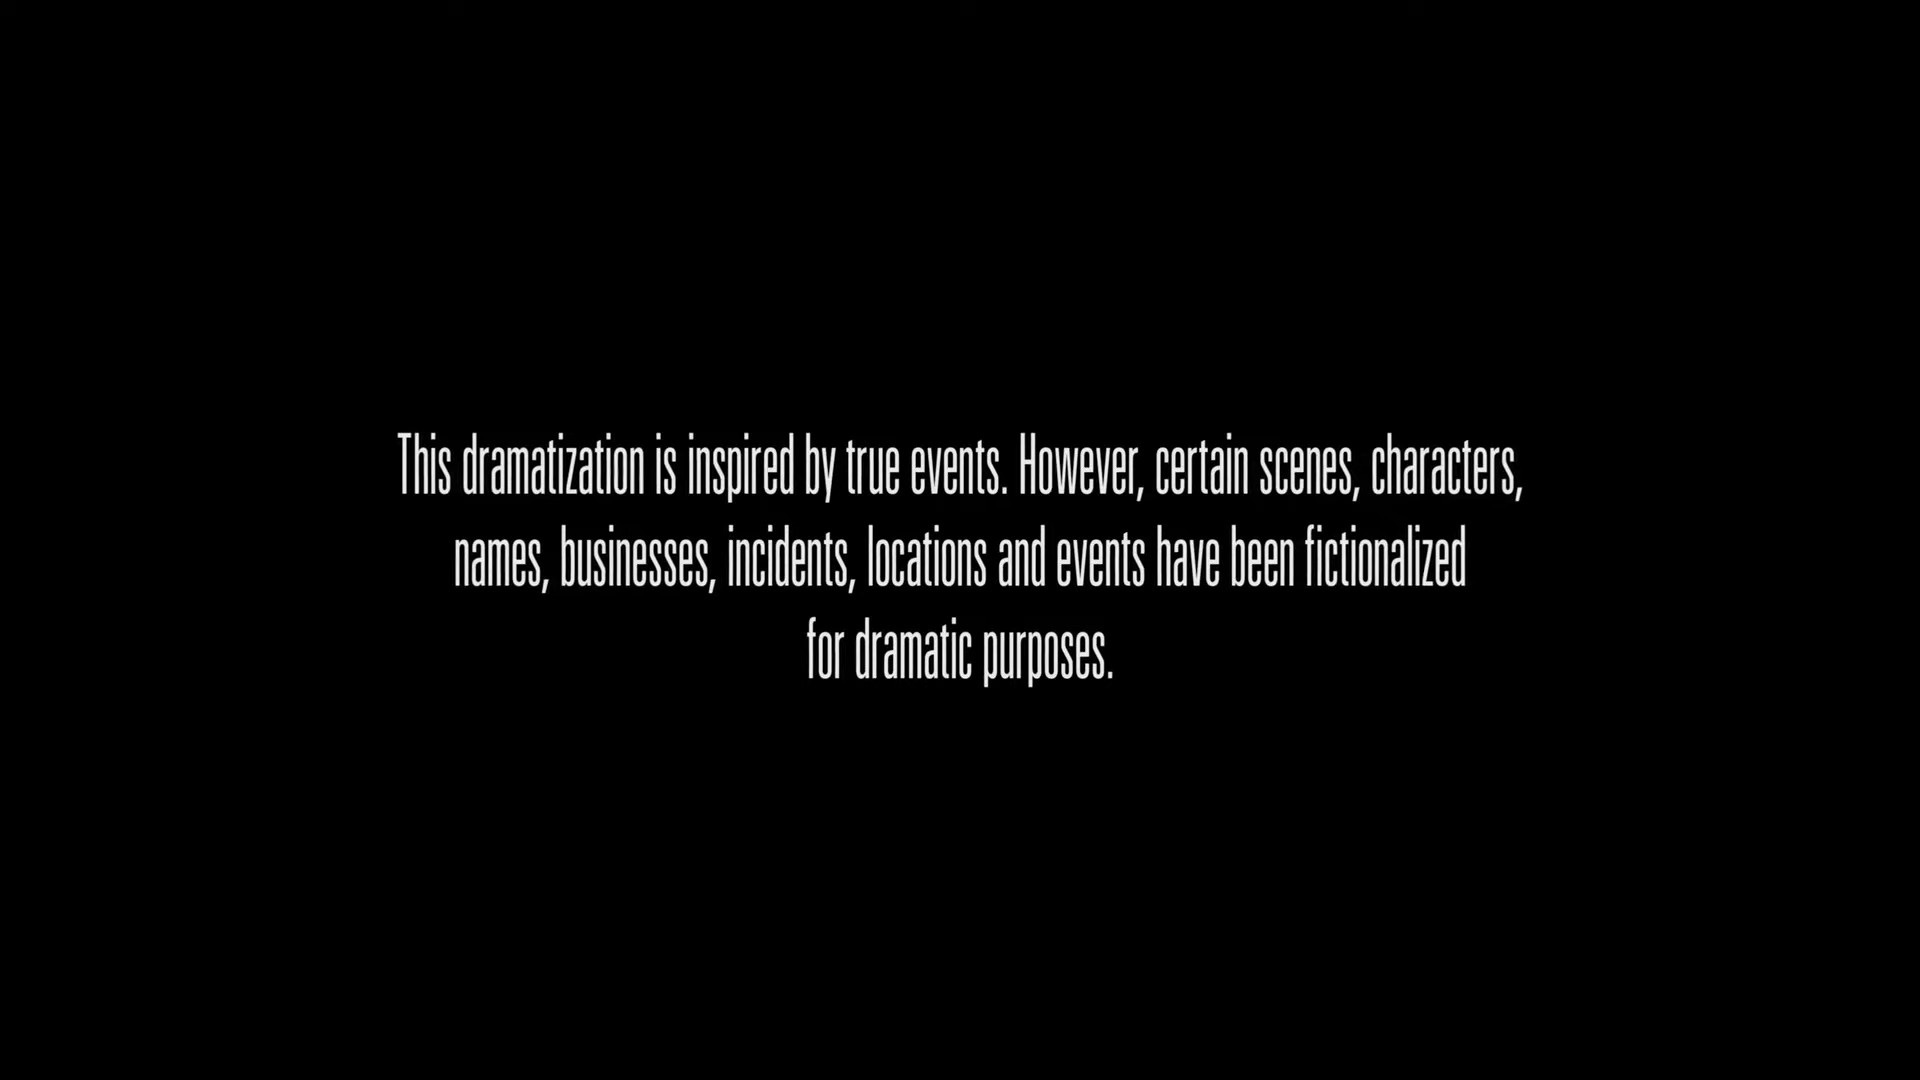 This dramatization is inspired by true events. However, certain scenes, characters,
names, businesses, incidents, locations and events have been fictionalized
for dramatic purposes.